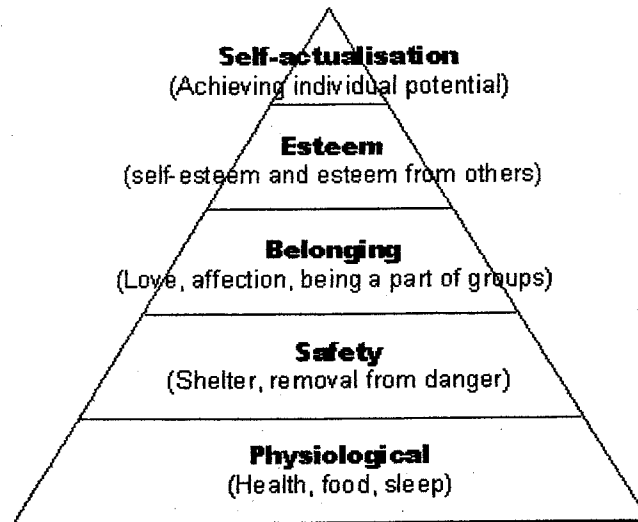 Self-actualisation
(Achieving individual potential)
Esteem
(self-esteem and esteem from others)
Belonging
(Love, affection, being a part of groups)
Safety
(Shelter, removal from danger)
Physiological
(Health, food, sleep)